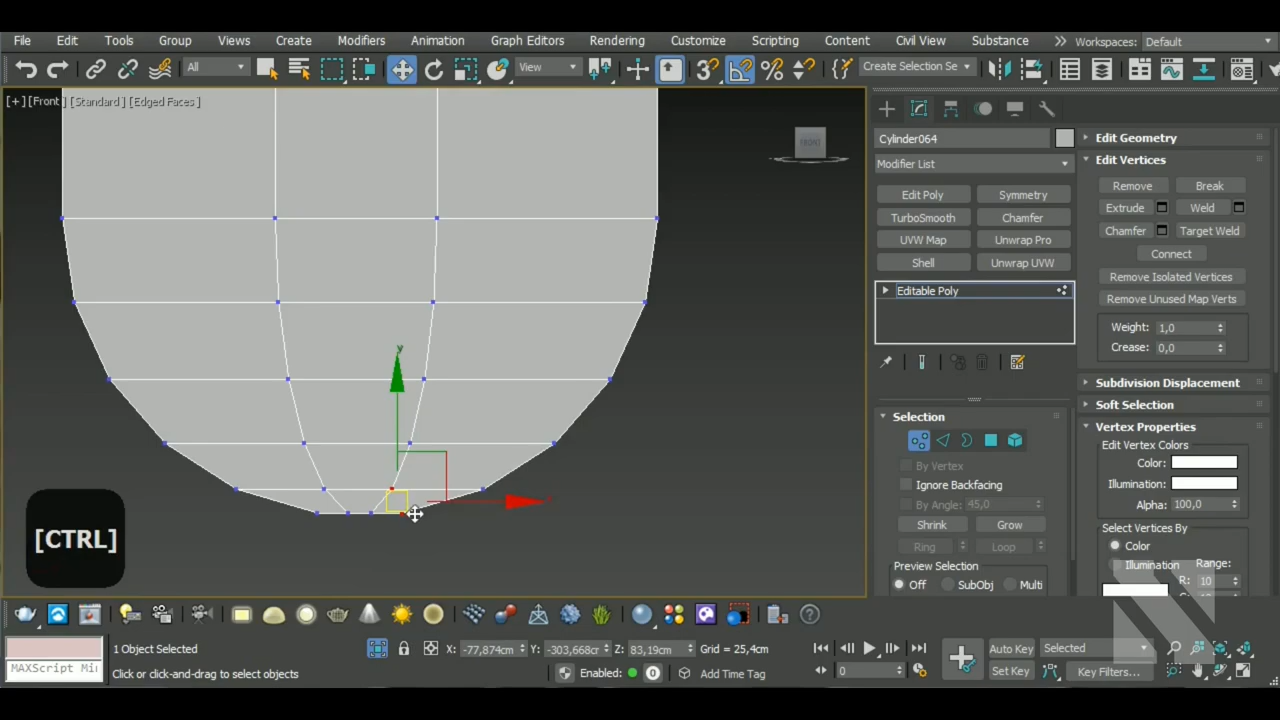 File Edit Tools Group Views Create Modifiers Animation Graph Editors Rendering Customize Scripting Content Civil View Substance Workspaces: Default
All View Create Selection Se
[+] [Front] [Standard] [Edged Faces]
FRONT
y
x
[CTRL]
Cylinder064
Modifier List
Edit Poly Symmetry
TurboSmooth Chamfer
UVW Map Unwrap Pro
Shell Unwrap UVW
Editable Poly
Selection
By Vertex
Ignore Backfacing
By Angle: 45,0
Shrink Grow
Ring Loop
Preview Selection
Off SubObj Multi
Edit Geometry
Edit Vertices
Remove Break
Extrude Weld
Chamfer Target Weld
Connect
Remove Isolated Vertices
Remove Unused Map Verts
Weight: 1,0
Crease: 0,0
Subdivision Displacement
Soft Selection
Vertex Properties
Edit Vertex Colors
Color:
Illumination:
Alpha: 100,0
Select Vertices By
Color
Illumination Range:
R: 10
MAXScript Mi
1 Object Selected
Click or click-and-drag to select objects
X: -77,874cm Y: -303,668cm Z: 83,19cm Grid = 25,4cm
Enabled: 0 Add Time Tag
0
Auto Key Selected
Set Key Key Filters...